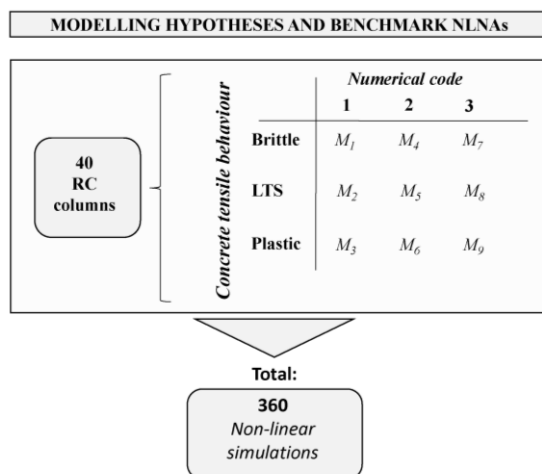 MODELLING HYPOTHESES AND BENCHMARK NLNAs
Numerical code
1 2 3
40
RC
columns
Concrete tensile behaviour
Brittle M₁ M₄ M₇
LTS M₂ M₅ M₈
Plastic M₃ M₆ M₉
Total:
360
Non-linear
simulations